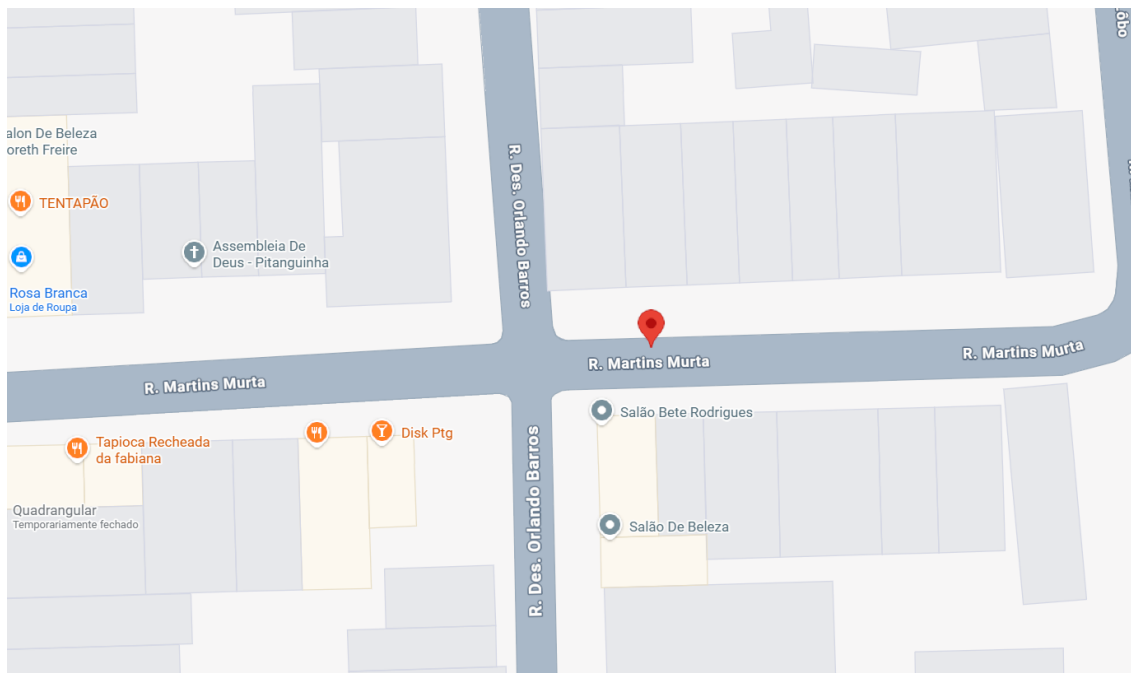 alon De Beleza
oreth Freire
TENTAPÃO
Rosa Branca
Loja de Roupa
Assembleia De
Deus - Pitanguinha
R. Des. Orlando Barros
R. Martins Murta
R. Martins Murta
R. Martins Murta
Tapioca Recheada
da fabiana
Disk Ptg
Salão Bete Rodrigues
Quadrangular
Temporariamente fechado
R. Des. Orlando Barros
Salão De Beleza